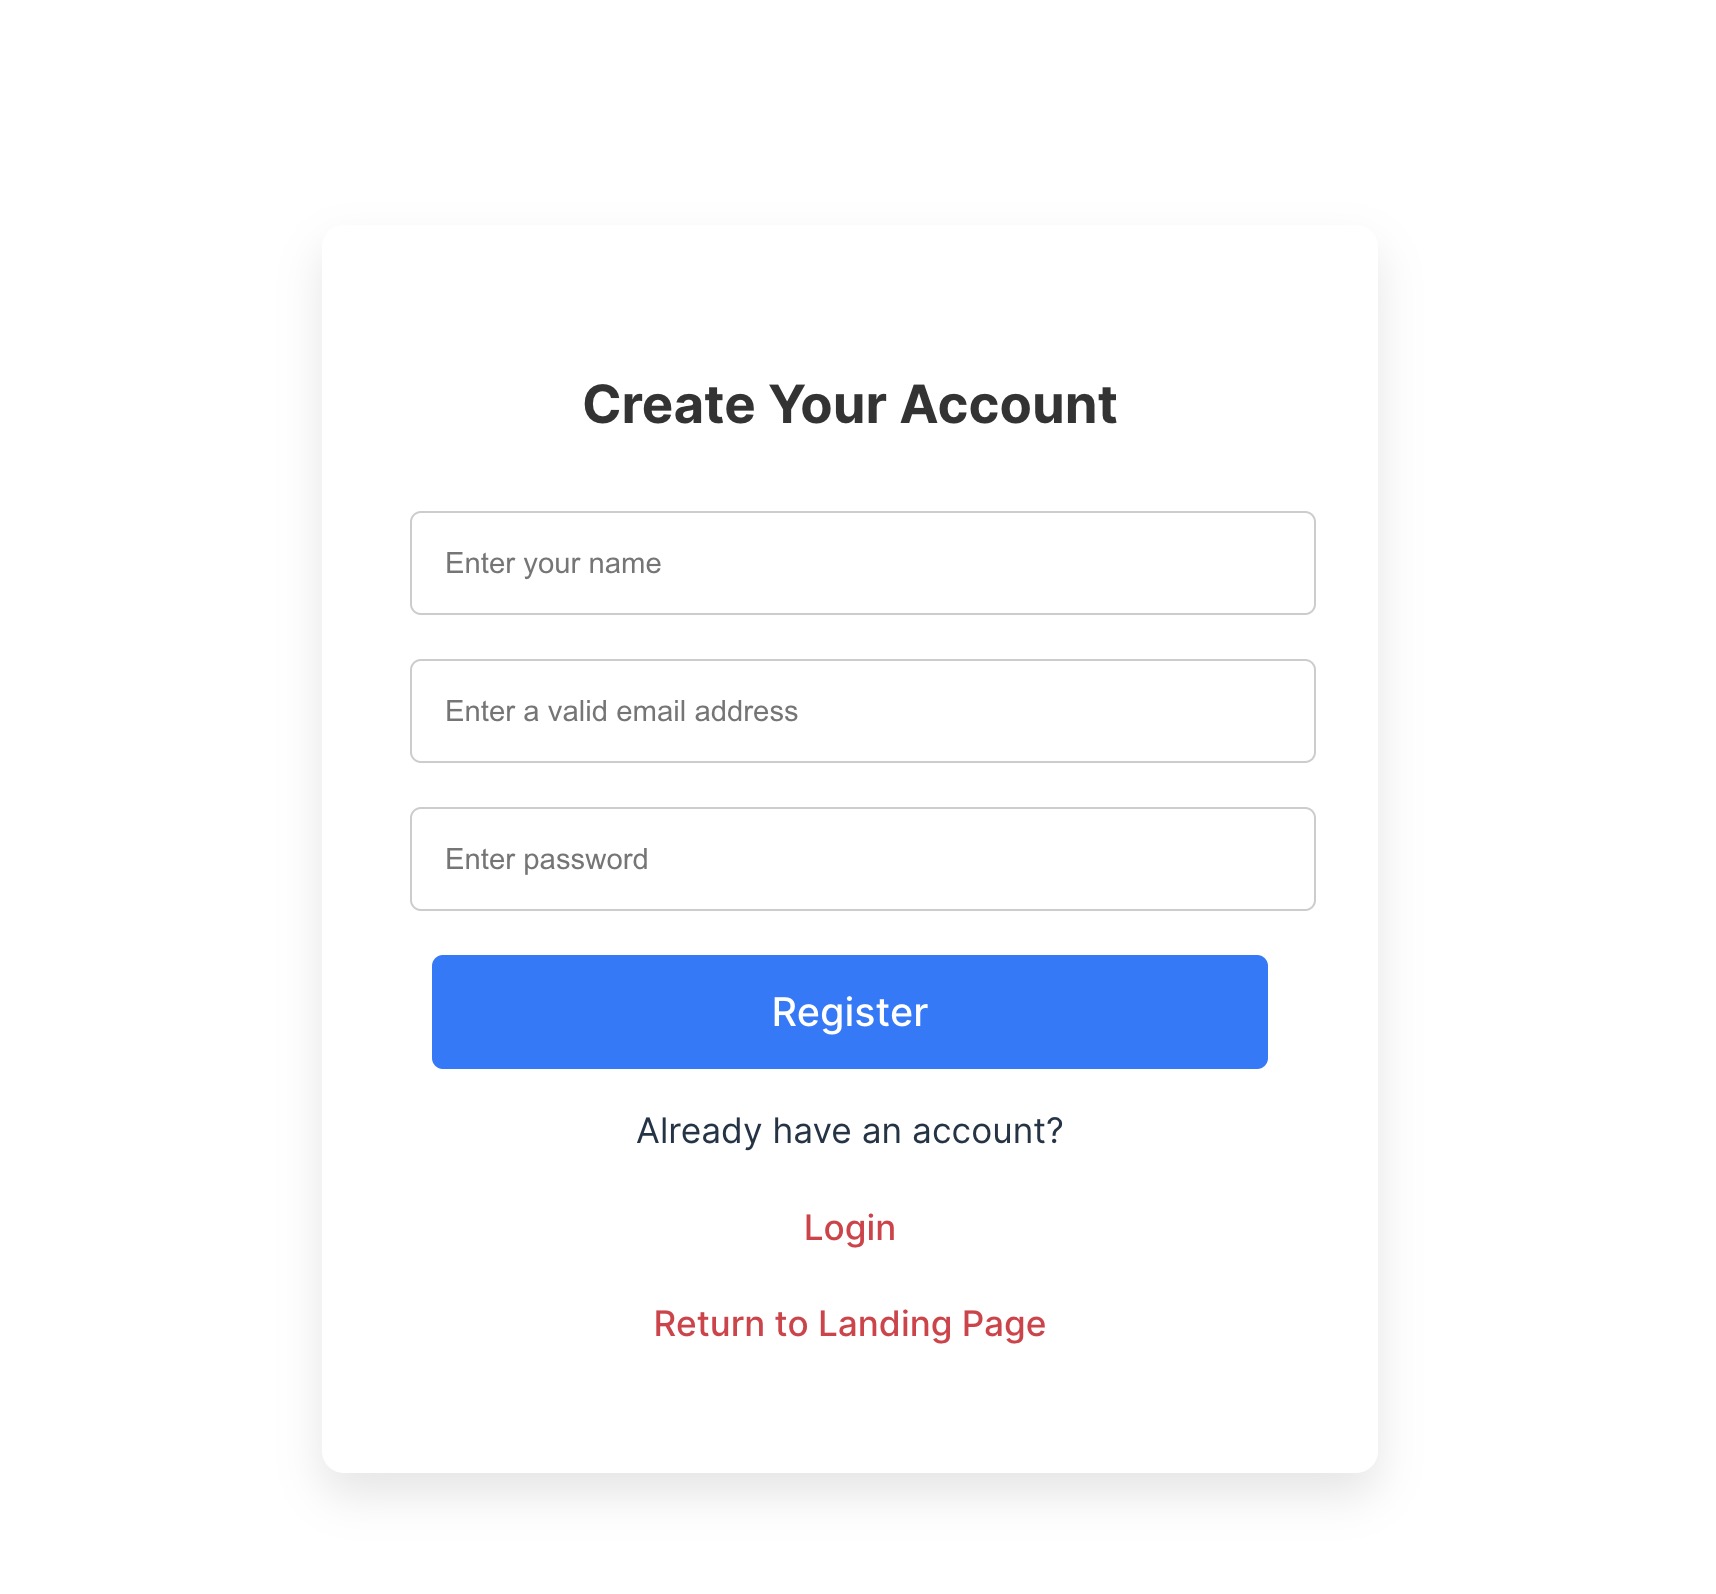 Create Your Account
Enter your name
Enter a valid email address
Enter password
Register
Already have an account?
Login
Return to Landing Page